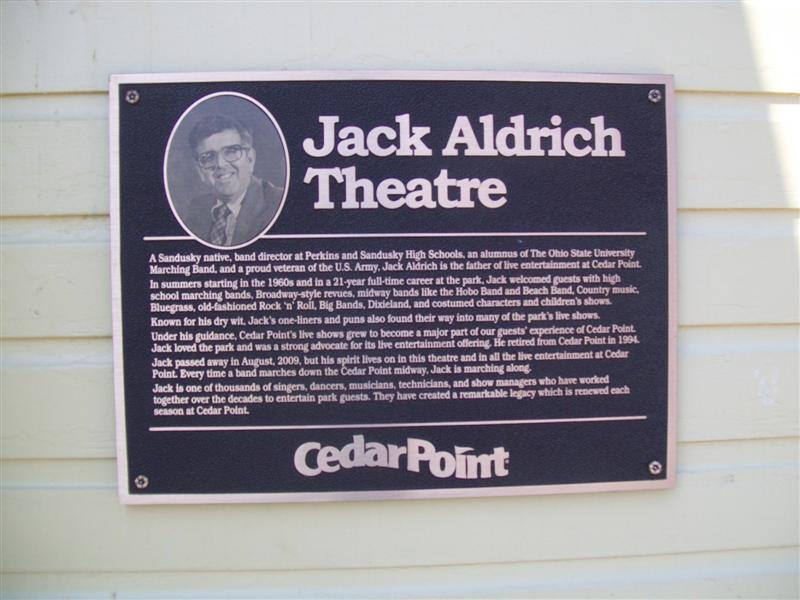 Jack Aldrich
Theatre
A Sandusky native, band director at Perkins and Sandusky High Schools, an alumnus of The Ohio State University
Marching Band, and a proud veteran of the U.S. Army, Jack Aldrich is the father of live entertainment at Cedar Point.
In summers starting in the 1960s and in a 21-year full-time career at the park, Jack welcomed guests with high
school marching bands, Broadway-style revues, midway bands like the Hobo Band and Beach Band, Country music,
Bluegrass, old-fashioned Rock 'n' Roll, Big Bands, Dixieland, and costumed characters and children's shows.
Known for his dry wit, Jack's one-liners and puns also found their way into many of the park's live shows.
Under his guidance, Cedar Point's live shows grew to become a major part of our guests' experience of Cedar Point.
Jack loved the park and was a strong advocate for its live entertainment offering. He retired from Cedar Point in 1994.
Jack passed away in August, 2009, but his spirit lives on in this theatre and in all the live entertainment at Cedar
Point. Every time a band marches down the Cedar Point midway, Jack is marching along.
Jack is one of thousands of singers, dancers, musicians, technicians, and show managers who have worked
together over the decades to entertain park guests. They have created a remarkable legacy which is renewed each
season at Cedar Point.
CedarPoint